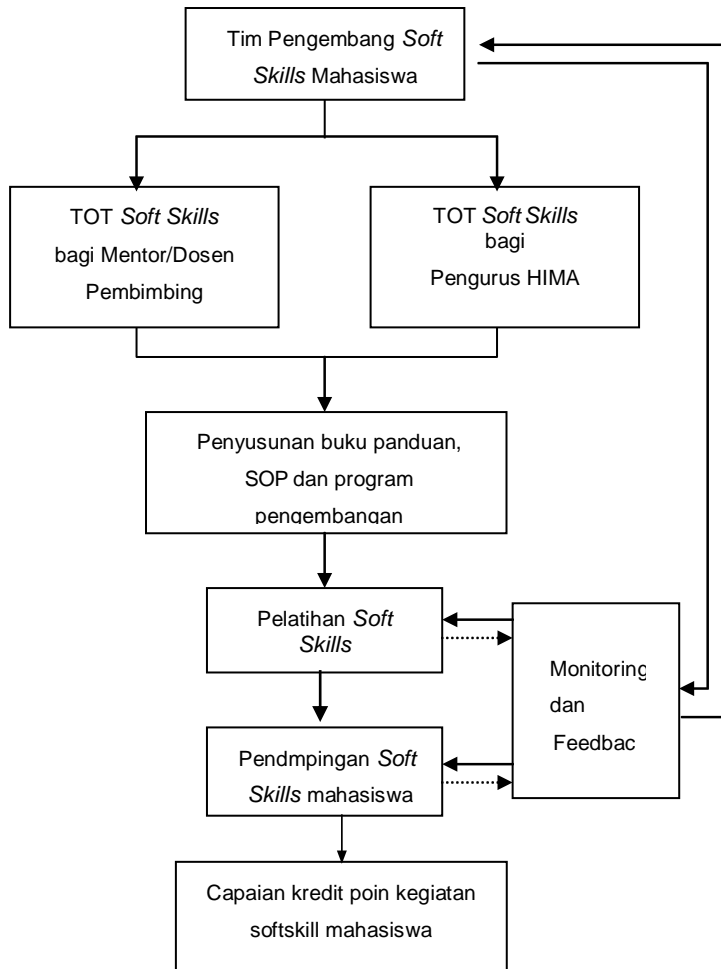 Tim Pengembang Soft
Skills Mahasiswa
TOT Soft Skills
bagi Mentor/Dosen
Pembimbing
TOT Soft Skills
bagi
Pengurus HIMA
Penyusunan buku panduan,
SOP dan program
pengembangan
Pelatihan Soft
Skills
Monitoring
dan
Feedbac
Pendmpingan Soft
Skills mahasiswa
Capaian kredit poin kegiatan
softskill mahasiswa